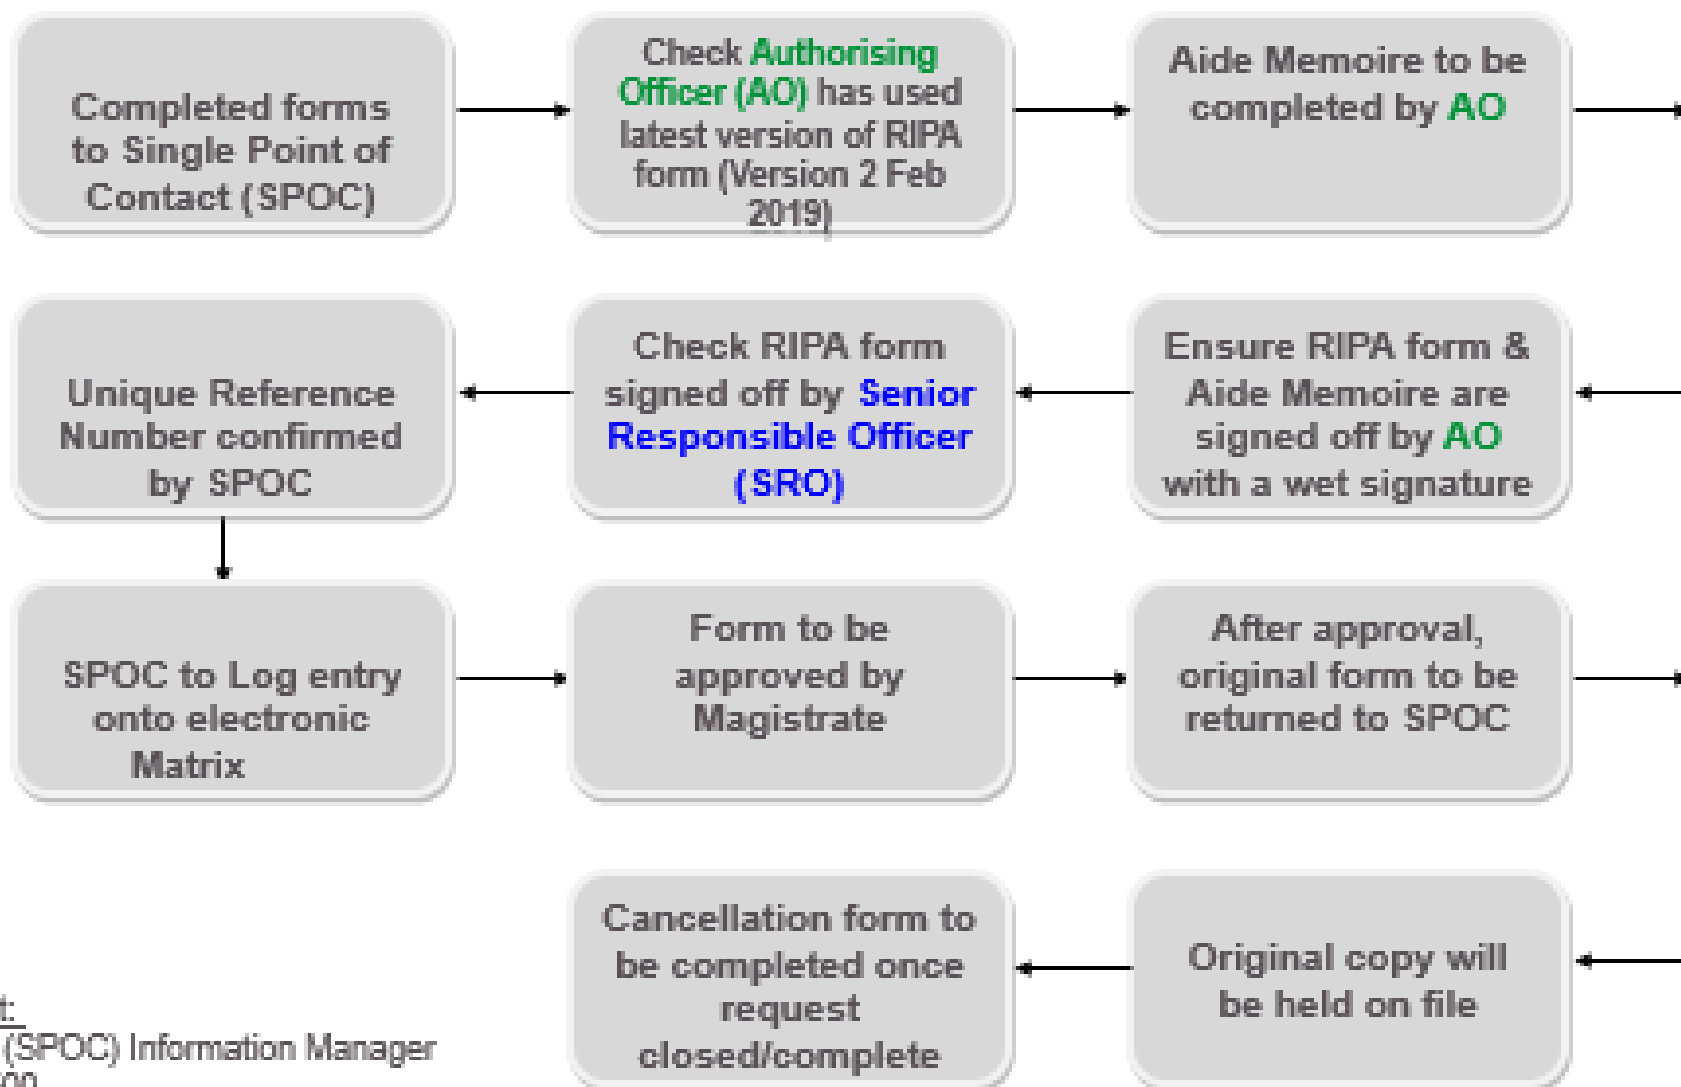 Completed forms
to Single Point of
Contact (SPOC)
Check Authorising
Officer (AO) has used
latest version of RIPA
form (Version 2 Feb
2019)
Aide Memoire to be
completed by AO
Ensure RIPA form &
Aide Memoire are
signed off by AO
with a wet signature
Check RIPA form
signed off by Senior
Responsible Officer
(SRO)
Unique Reference
Number confirmed
by SPOC
SPOC to Log entry
onto electronic
Matrix
Form to be
approved by
Magistrate
After approval,
original form to be
returned to SPOC
Original copy will
be held on file
Cancellation form to
be completed once
request
closed/complete
(SPOC) Information Manager